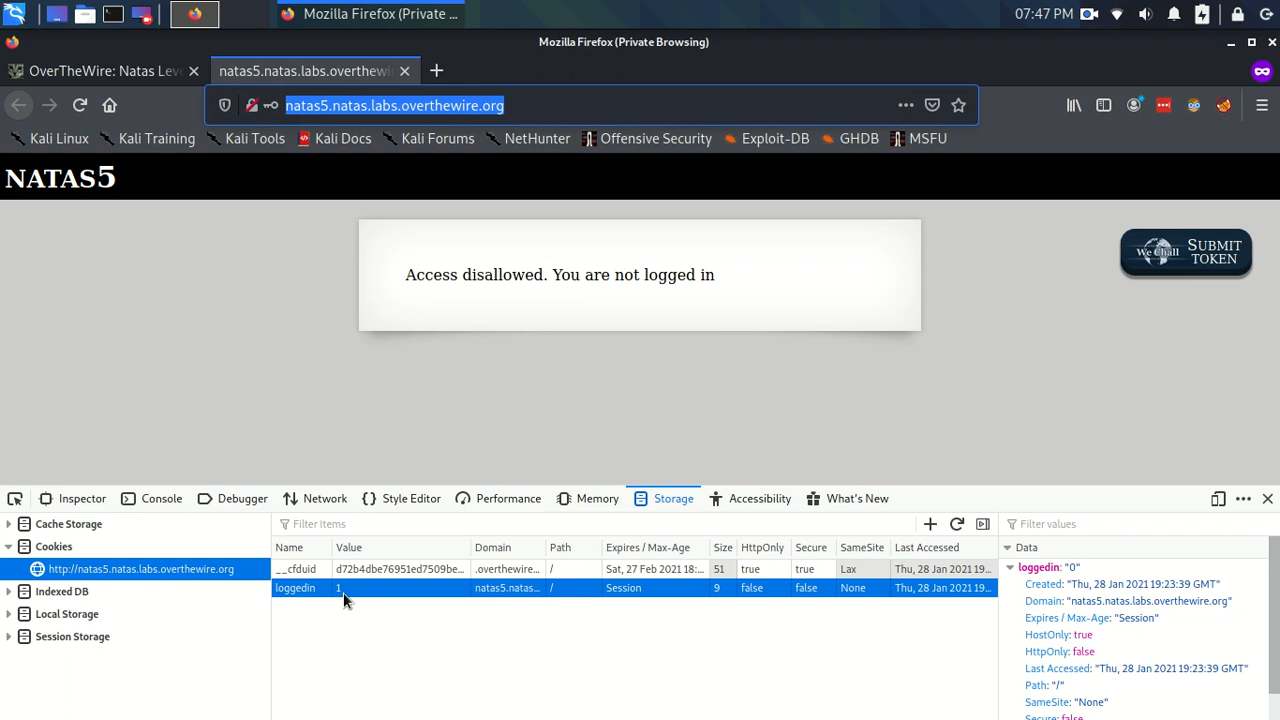 Mozilla Firefox (Private ...
07:47 PM
Mozilla Firefox (Private Browsing)
OverTheWire: Natas Leve
natas5.natas.labs.overthewi
natas5.natas.labs.overthewire.org
Kali Linux Kali Training Kali Tools Kali Docs Kali Forums NetHunter Offensive Security Exploit-DB GHDB MSFU
NATAS5
Access disallowed. You are not logged in
We Chall SUBMIT TOKEN
Inspector Console Debugger Network Style Editor Performance Memory Storage Accessibility What's New
Cache Storage
Cookies
http://natas5.natas.labs.overthewire.org
Indexed DB
Local Storage
Session Storage
Filter Items
Name Value Domain Path Expires / Max-Age Size HttpOnly Secure SameSite Last Accessed
__cfduid d72b4dbe76951ed7509be... .overthewire... / Sat, 27 Feb 2021 18:... 51 true true Lax Thu, 28 Jan 2021 19...
loggedin 1 natas5.natas... / Session 9 false false None Thu, 28 Jan 2021 19...
Filter values
Data
loggedin: "0"
Created: "Thu, 28 Jan 2021 19:23:39 GMT"
Domain: "natas5.natas.labs.overthewire.org"
Expires / Max-Age: "Session"
HostOnly: true
HttpOnly: false
Last Accessed: "Thu, 28 Jan 2021 19:23:39 GMT"
Path: "/"
SameSite: "None"
Secure: false